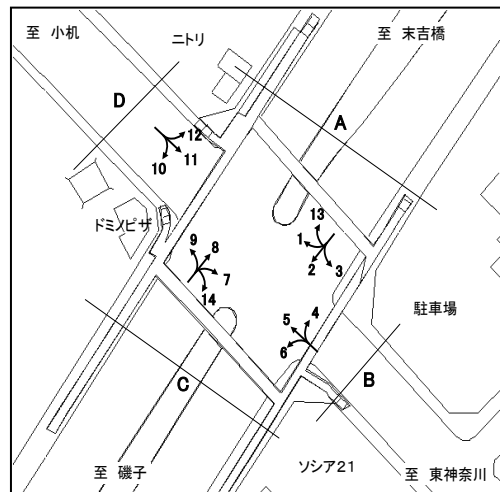 至 小机
ニトリ
至 末吉橋
D
A
12
11
10
13
1
2
3
ドミノピザ
9
8
7
14
5
4
6
駐車場
C
B
至 磯子
ソシア21
至 東神奈川